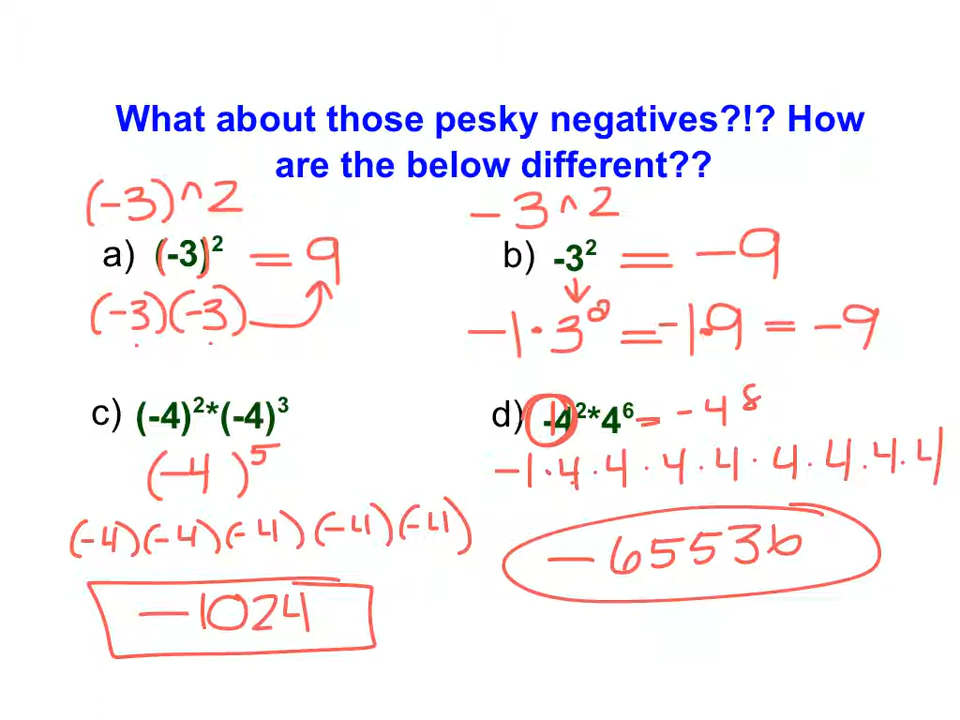 What about those pesky negatives?!? How
are the below different??
(-3)^2
a) (-3)² = 9
(-3)(-3)
-3^2
b) -3² = -9
-1·3² = -1·9 = -9
c) (-4)²*(-4)³
(-4)⁵
(-4)(-4)(-4)(-4)(-4)
-1024
d) -4²*4⁶ = -4⁸
-1·4·4·4·4·4·4·4·4
-65536